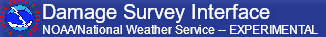 Damage Survey Interface
NOAA/National Weather Service -- EXPERIMENTAL